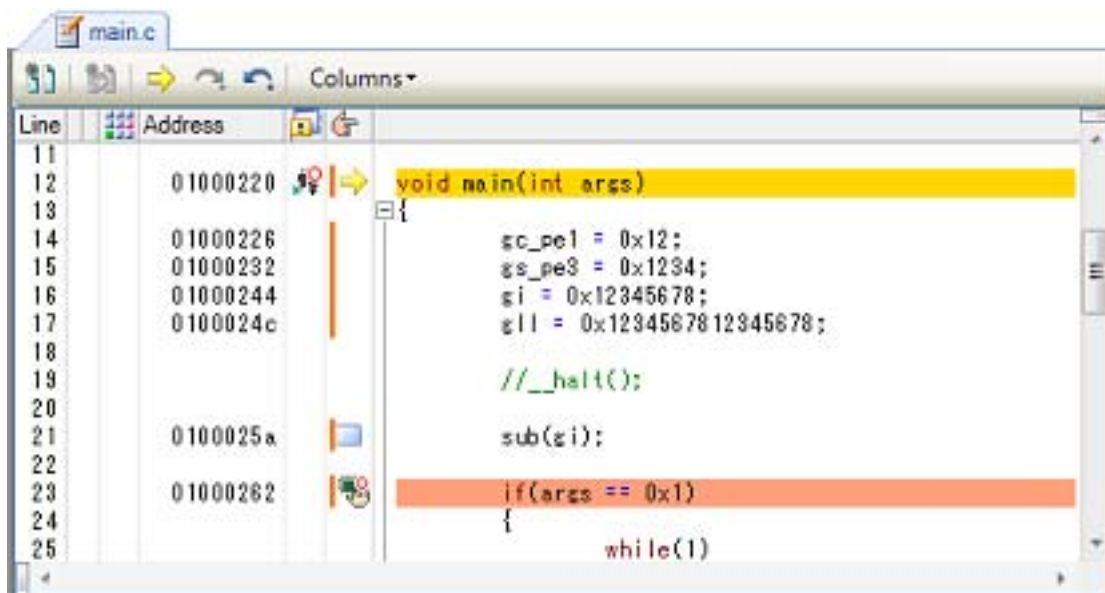 main.c
Columns
Line Address
11
12 01000220 void main(int args)
13 {
14 01000226 gc_pe1 = 0x12;
15 01000232 gs_pe3 = 0x1234;
16 01000244 gi = 0x12345678;
17 0100024c gll = 0x1234567812345678;
18
19 //__halt();
20
21 0100025a sub(gi);
22
23 01000262 if(args == 0x1)
24 {
25 while(1)